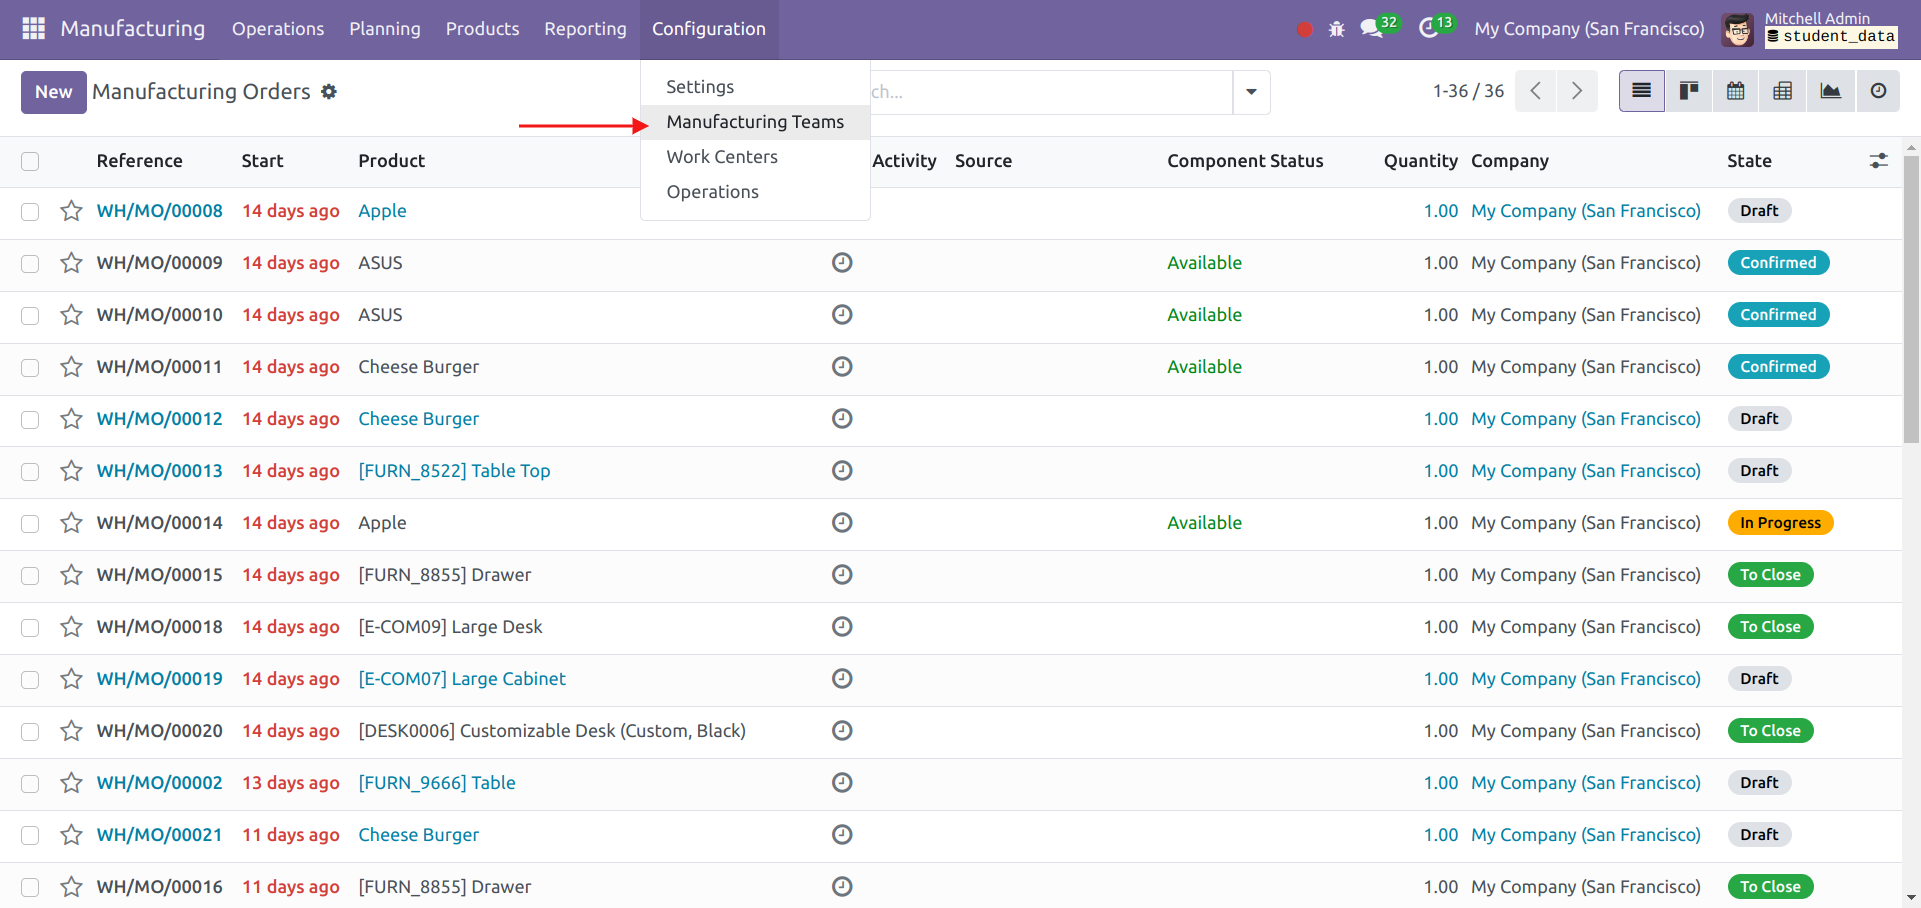 Manufacturing Operations Planning Products Reporting Configuration 32 13 My Company (San Francisco) Mitchell Admin
student_data
New Manufacturing Orders ch... 1-36 / 36
Settings
Manufacturing Teams
Work Centers
Operations
Reference Start Product Activity Source Component Status Quantity Company State
WH/MO/00008 14 days ago Apple 1.00 My Company (San Francisco) Draft
WH/MO/00009 14 days ago ASUS Available 1.00 My Company (San Francisco) Confirmed
WH/MO/00010 14 days ago ASUS Available 1.00 My Company (San Francisco) Confirmed
WH/MO/00011 14 days ago Cheese Burger Available 1.00 My Company (San Francisco) Confirmed
WH/MO/00012 14 days ago Cheese Burger 1.00 My Company (San Francisco) Draft
WH/MO/00013 14 days ago [FURN_8522] Table Top 1.00 My Company (San Francisco) Draft
WH/MO/00014 14 days ago Apple Available 1.00 My Company (San Francisco) In Progress
WH/MO/00015 14 days ago [FURN_8855] Drawer 1.00 My Company (San Francisco) To Close
WH/MO/00018 14 days ago [E-COM09] Large Desk 1.00 My Company (San Francisco) To Close
WH/MO/00019 14 days ago [E-COM07] Large Cabinet 1.00 My Company (San Francisco) Draft
WH/MO/00020 14 days ago [DESK0006] Customizable Desk (Custom, Black) 1.00 My Company (San Francisco) To Close
WH/MO/00002 13 days ago [FURN_9666] Table 1.00 My Company (San Francisco) Draft
WH/MO/00021 11 days ago Cheese Burger 1.00 My Company (San Francisco) Draft
WH/MO/00016 11 days ago [FURN_8855] Drawer 1.00 My Company (San Francisco) To Close